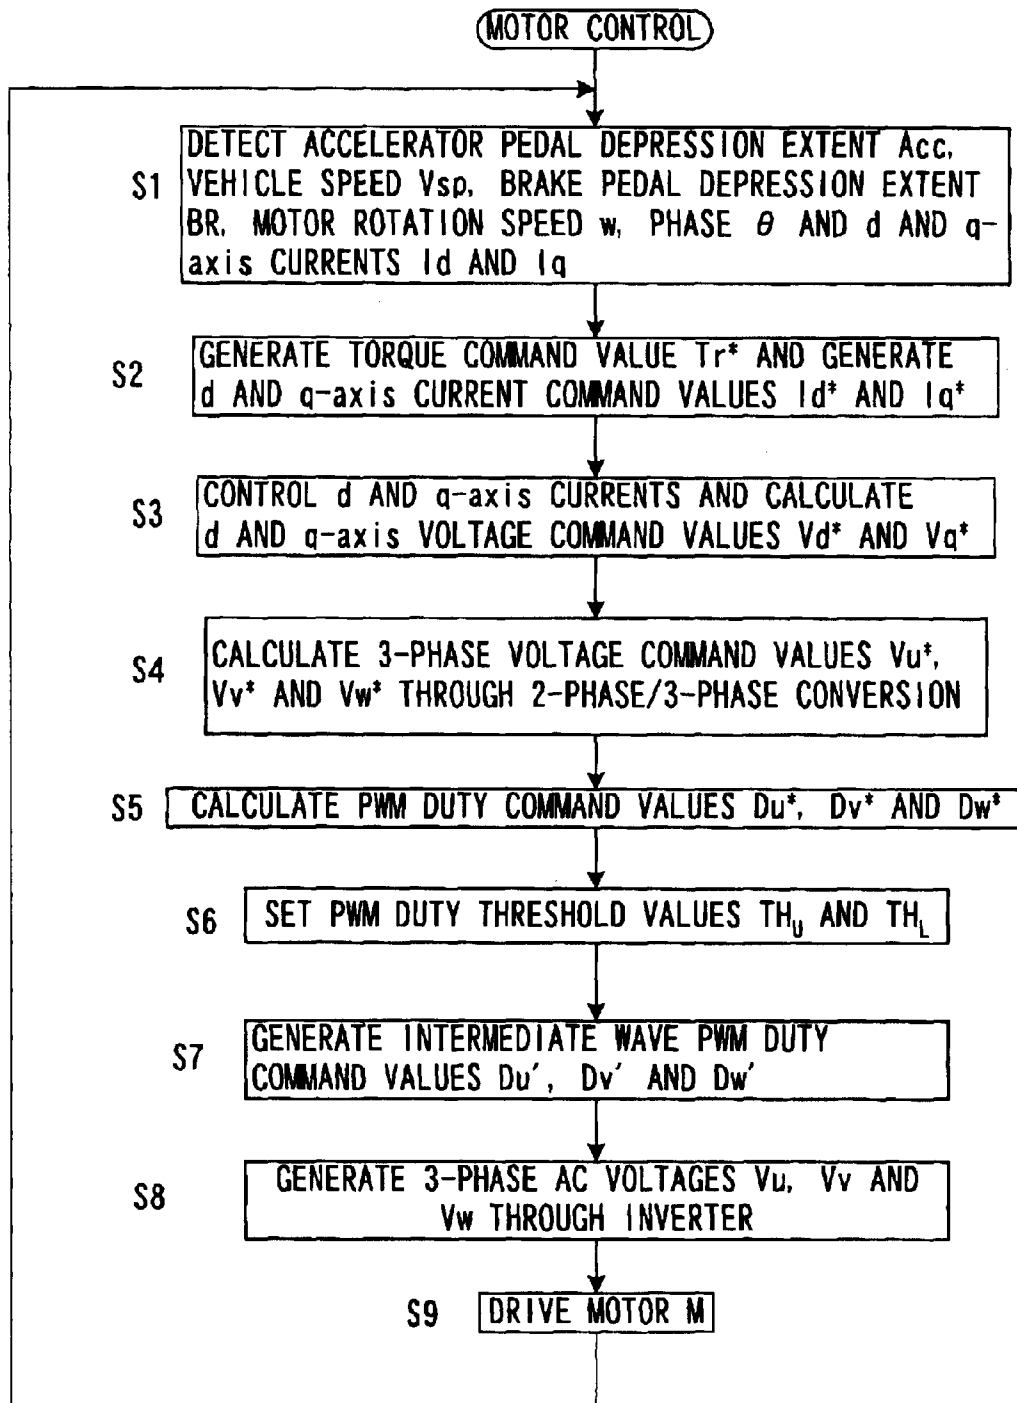 MOTOR CONTROL
S1
DETECT ACCELERATOR PEDAL DEPRESSION EXTENT Acc,
VEHICLE SPEED Vsp, BRAKE PEDAL DEPRESSION EXTENT
BR, MOTOR ROTATION SPEED w, PHASE θ AND d AND q-
axis CURRENTS Id AND Iq
S2
GENERATE TORQUE COMMAND VALUE Tr* AND GENERATE
d AND q-axis CURRENT COMMAND VALUES Id* AND Iq*
S3
CONTROL d AND q-axis CURRENTS AND CALCULATE
d AND q-axis VOLTAGE COMMAND VALUES Vd* AND Vq*
S4
CALCULATE 3-PHASE VOLTAGE COMMAND VALUES Vu*,
Vv* AND Vw* THROUGH 2-PHASE/3-PHASE CONVERSION
S5
CALCULATE PWM DUTY COMMAND VALUES Du*, Dv* AND Dw*
S6
SET PWM DUTY THRESHOLD VALUES TH_U AND TH_L
S7
GENERATE INTERMEDIATE WAVE PWM DUTY
COMMAND VALUES Du′, Dv′ AND Dw′
S8
GENERATE 3-PHASE AC VOLTAGES Vu, Vv AND
Vw THROUGH INVERTER
S9
DRIVE MOTOR M